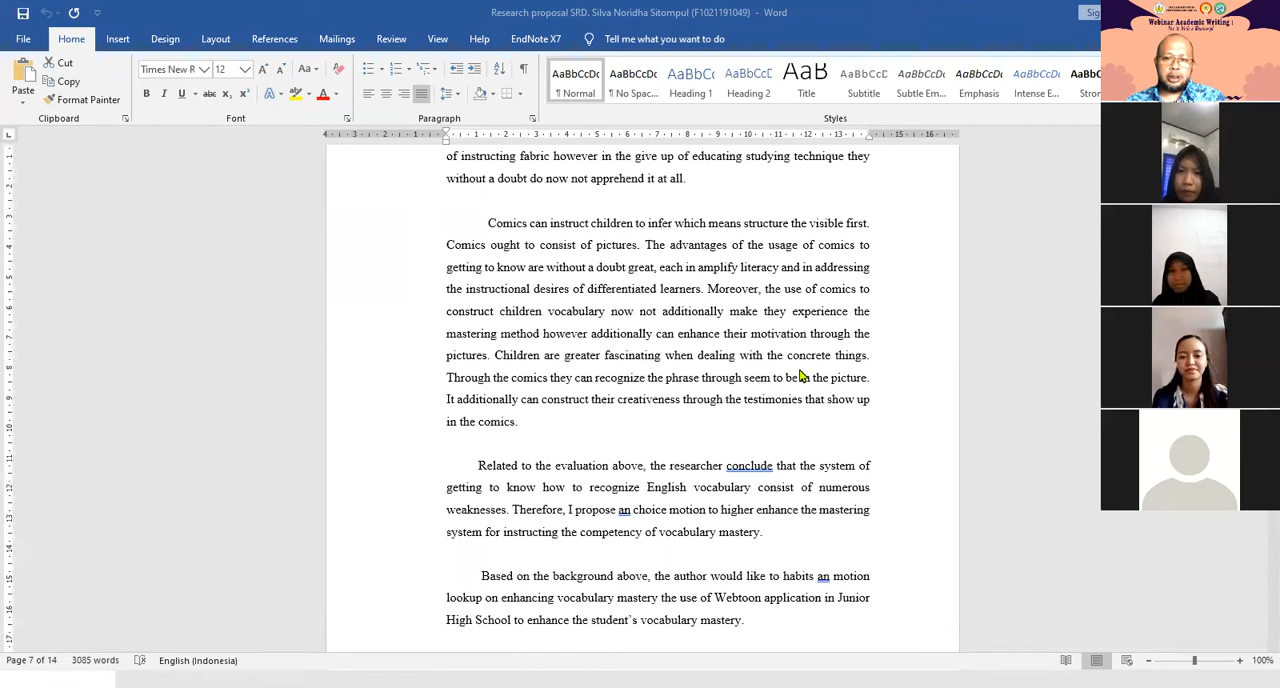 Research proposal SRD. Silva Noridha Sitompul (F1021191049) - Word
File Home Insert Design Layout References Mailings Review View Help EndNote X7 Tell me what you want to do
Webinar Academic Writing :
Paste
Cut
Copy
Format Painter
Times New R 12
AaBbCcDc AaBbCcDc AaBbCc AaBbCcD AaB AaBbCcD AaBbCcDc AaBbCcDc AaBbCcDc
¶ Normal ¶ No Spac... Heading 1 Heading 2 Title Subtitle Subtle Em... Emphasis Intense E... Stron
Clipboard Font Paragraph Styles
of instructing fabric however in the give up of educating studying technique they
without a doubt do now not apprehend it at all.
Comics can instruct children to infer which means structure the visible first.
Comics ought to consist of pictures. The advantages of the usage of comics to
getting to know are without a doubt great, each in amplify literacy and in addressing
the instructional desires of differentiated learners. Moreover, the use of comics to
construct children vocabulary now not additionally make they experience the
mastering method however additionally can enhance their motivation through the
pictures. Children are greater fascinating when dealing with the concrete things.
Through the comics they can recognize the phrase through seem to be in the picture.
It additionally can construct their creativeness through the testimonies that show up
in the comics.
Related to the evaluation above, the researcher conclude that the system of
getting to know how to recognize English vocabulary consist of numerous
weaknesses. Therefore, I propose an choice motion to higher enhance the mastering
system for instructing the competency of vocabulary mastery.
Based on the background above, the author would like to habits an motion
lookup on enhancing vocabulary mastery the use of Webtoon application in Junior
High School to enhance the student’s vocabulary mastery.
Page 7 of 14 3085 words English (Indonesia) 100%